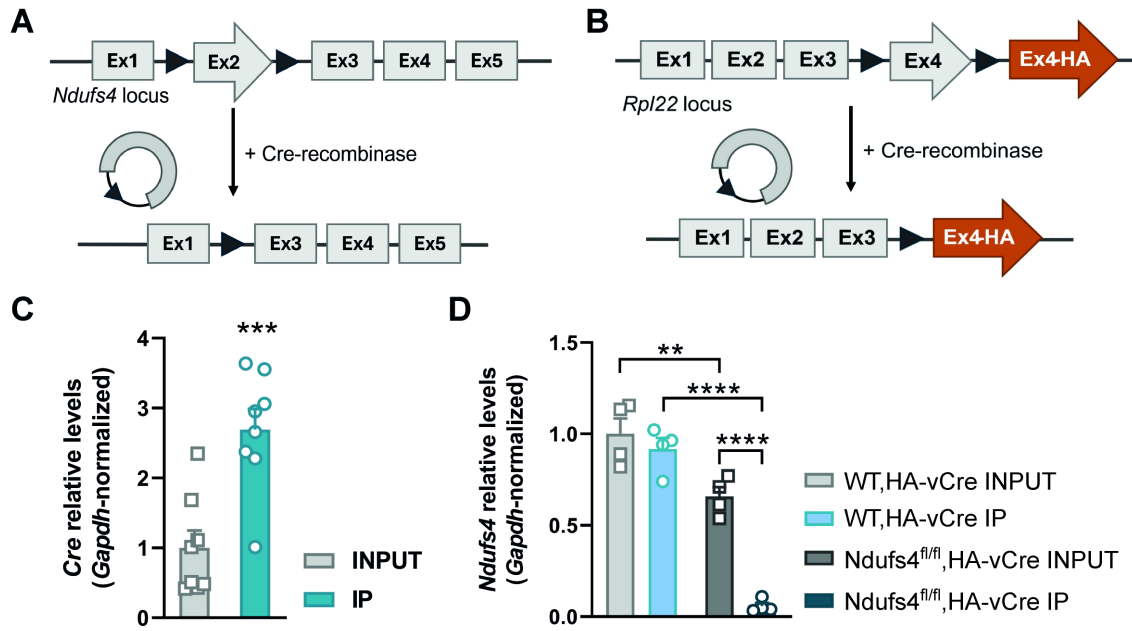 A
Ex1 Ex2 Ex3 Ex4 Ex5
Ndufs4 locus
+ Cre-recombinase
Ex1 Ex3 Ex4 Ex5
B
Ex1 Ex2 Ex3 Ex4 Ex4-HA
Rpl22 locus
+ Cre-recombinase
Ex1 Ex2 Ex3 Ex4-HA
C
Cre relative levels
(Gapdh-normalized)
4
3
2
1
0
***
INPUT
IP
D
Ndufs4 relative levels
(Gapdh-normalized)
1.5
1.0
0.5
0.0
**
****
****
WT,HA-vCre INPUT
WT,HA-vCre IP
Ndufs4fl/fl,HA-vCre INPUT
Ndufs4fl/fl,HA-vCre IP